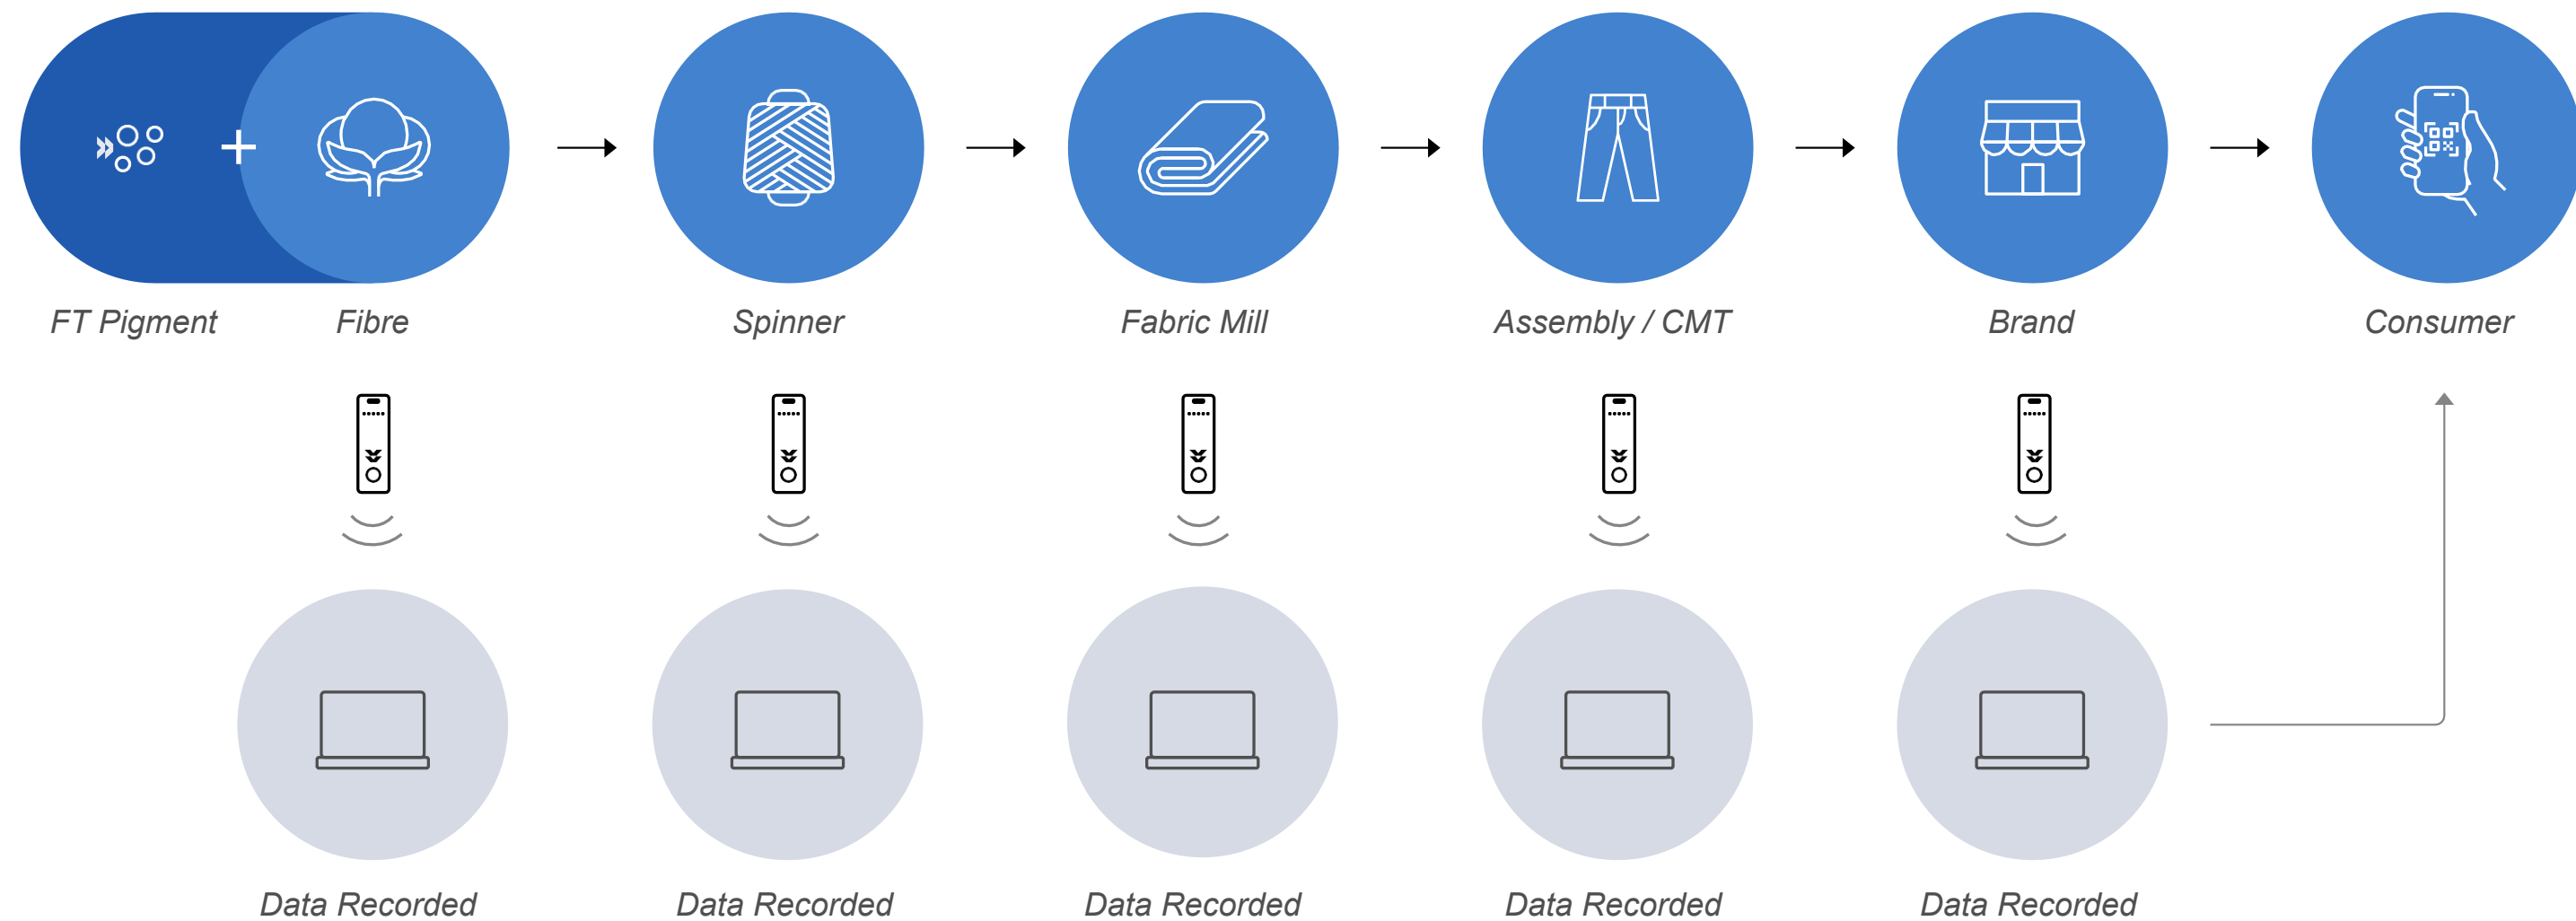 FT Pigment
Fibre
Spinner
Fabric Mill
Assembly / CMT
Brand
Consumer
Data Recorded
Data Recorded
Data Recorded
Data Recorded
Data Recorded